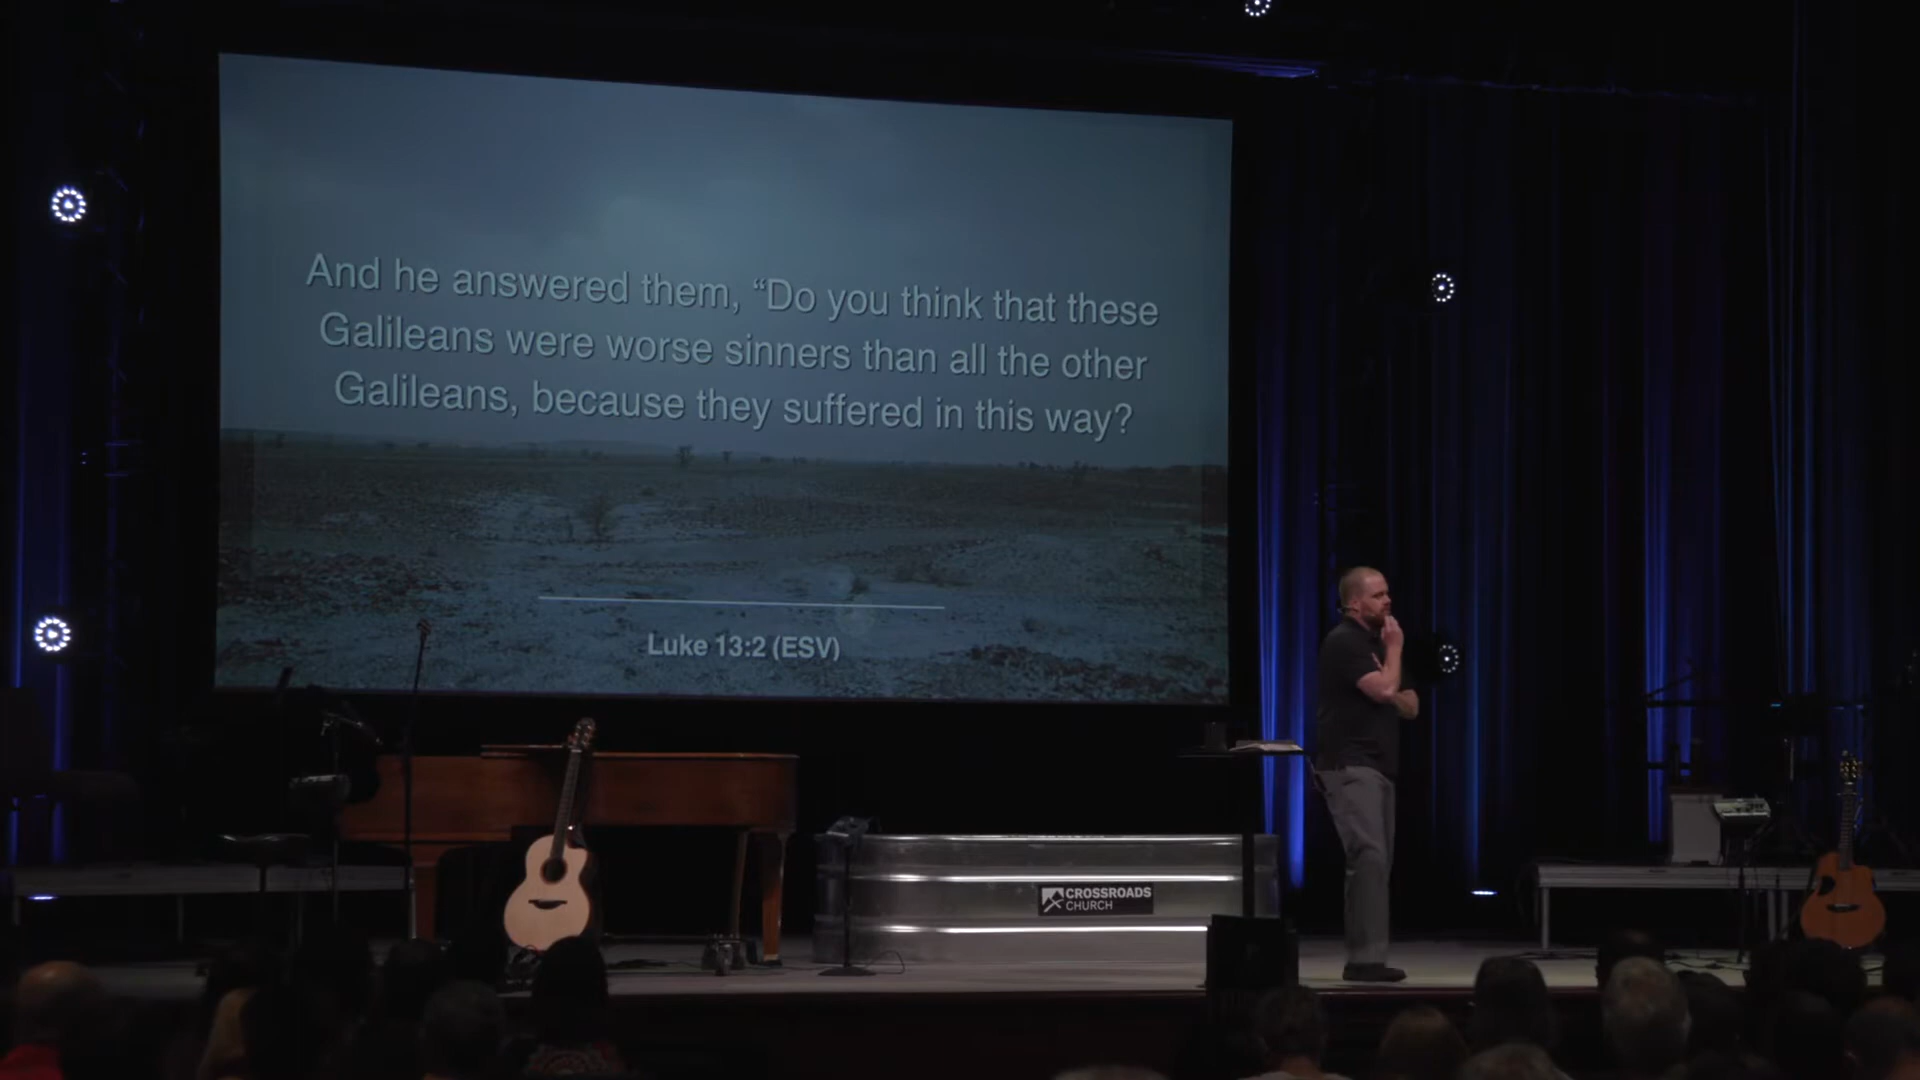 And he answered them, “Do you think that these
Galileans were worse sinners than all the other
Galileans, because they suffered in this way?
Luke 13:2 (ESV)
CROSSROADS
CHURCH